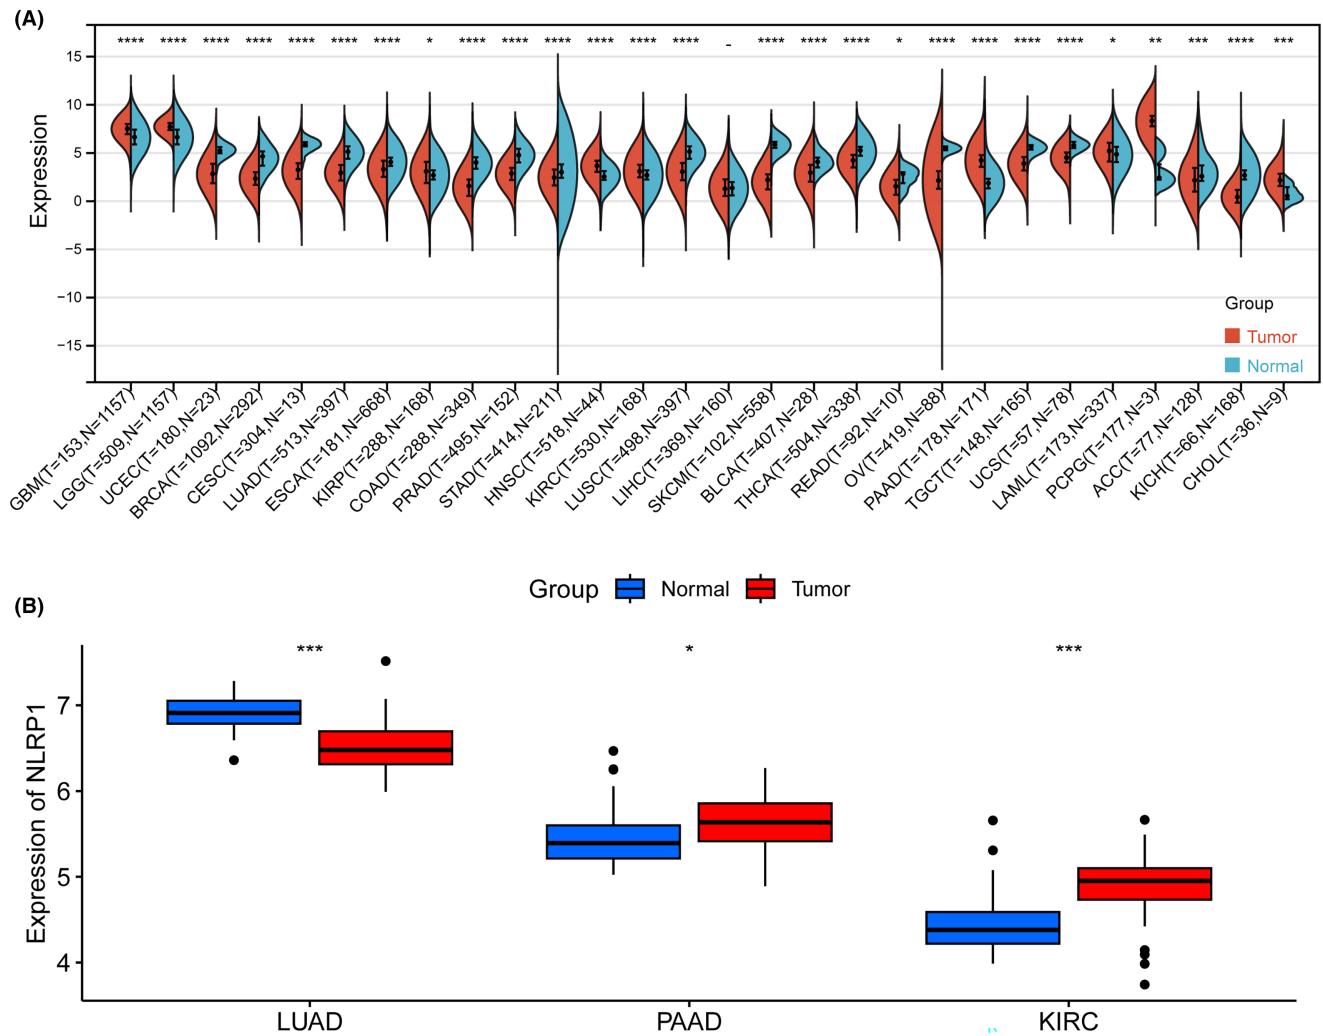 (A)
**** **** **** **** **** **** **** * **** **** **** **** **** **** - **** **** **** * **** **** **** **** * ** *** **** ***
Expression
15
10
5
0
−5
−10
−15
Group
Tumor
Normal
GBM(T=153,N=1157)
LGG(T=509,N=1157)
UCEC(T=180,N=23)
BRCA(T=1092,N=292)
CESC(T=304,N=13)
LUAD(T=513,N=397)
ESCA(T=181,N=668)
KIRP(T=288,N=168)
COAD(T=288,N=349)
PRAD(T=495,N=152)
STAD(T=414,N=211)
HNSC(T=518,N=44)
KIRC(T=530,N=168)
LUSC(T=498,N=397)
LIHC(T=369,N=160)
SKCM(T=102,N=558)
BLCA(T=407,N=28)
THCA(T=504,N=338)
READ(T=92,N=10)
OV(T=419,N=88)
PAAD(T=178,N=171)
TGCT(T=148,N=165)
UCS(T=57,N=78)
LAML(T=173,N=337)
PCPG(T=177,N=3)
ACC(T=77,N=128)
KICH(T=66,N=168)
CHOL(T=36,N=9)
(B)
Group Normal Tumor
*** * ***
Expression of NLRP1
7
6
5
4
LUAD PAAD KIRC